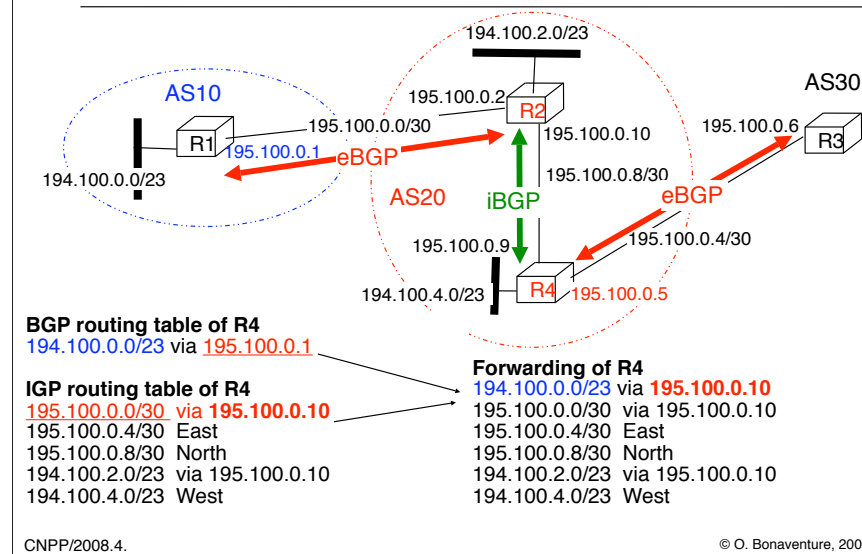 194.100.2.0/23
AS10
AS30
195.100.0.2
R2
195.100.0.0/30
195.100.0.10
195.100.0.6
R1
R3
195.100.0.1
eBGP
194.100.0.0/23
195.100.0.8/30
AS20
iBGP
eBGP
195.100.0.9
195.100.0.4/30
194.100.4.0/23
R4
195.100.0.5
BGP routing table of R4
194.100.0.0/23 via 195.100.0.1
IGP routing table of R4
195.100.0.0/30 via 195.100.0.10
195.100.0.4/30 East
195.100.0.8/30 North
194.100.2.0/23 via 195.100.0.10
194.100.4.0/23 West
Forwarding of R4
194.100.0.0/23 via 195.100.0.10
195.100.0.0/30 via 195.100.0.10
195.100.0.4/30 East
195.100.0.8/30 North
194.100.2.0/23 via 195.100.0.10
194.100.4.0/23 West
CNPP/2008.4.
© O. Bonaventure, 200